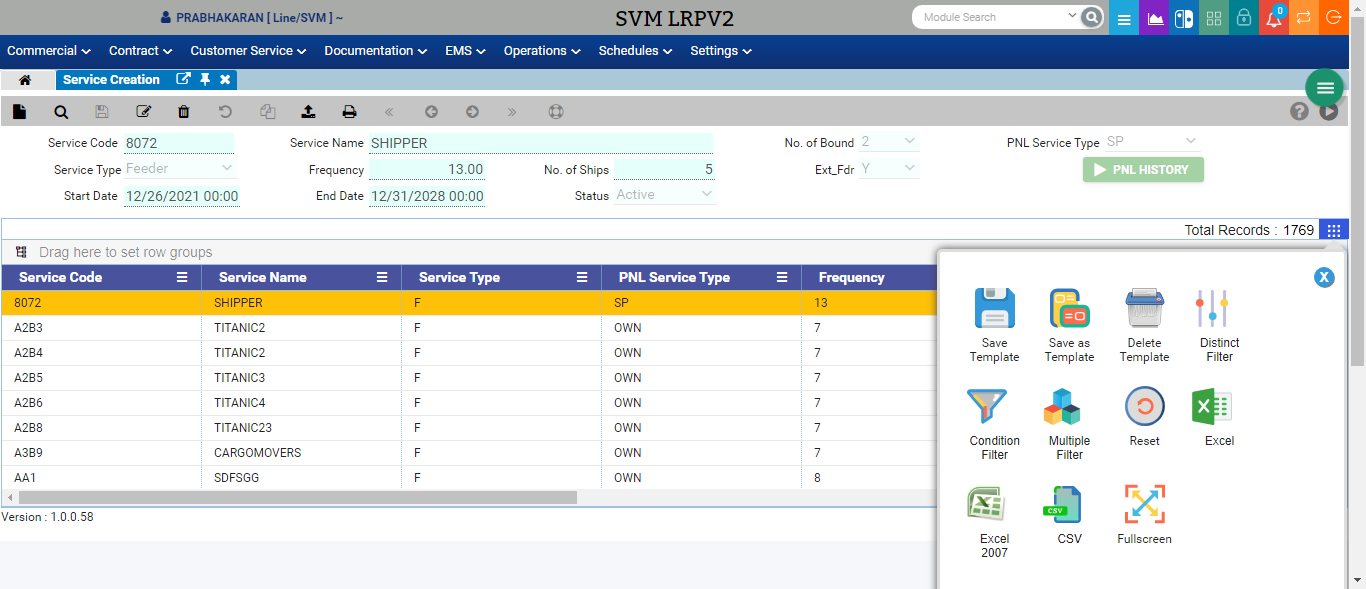 PRABHAKARAN [ Line/SVM ] ~
SVM LRPV2
Module Search
0
Commercial Contract Customer Service Documentation EMS Operations Schedules Settings
Service Creation
Service Code 8072 Service Name SHIPPER No. of Bound 2 PNL Service Type SP
Service Type Feeder Frequency 13.00 No. of Ships 5 Ext_Fdr Y PNL HISTORY
Start Date 12/26/2021 00:00 End Date 12/31/2028 00:00 Status Active
Total Records : 1769
Drag here to set row groups
Service Code Service Name Service Type PNL Service Type Frequency
8072 SHIPPER F SP 13
A2B3 TITANIC2 F OWN 7
A2B4 TITANIC2 F OWN 7
A2B5 TITANIC3 F OWN 7
A2B6 TITANIC4 F OWN 7
A2B8 TITANIC23 F OWN 7
A3B9 CARGOMOVERS F OWN 7
AA1 SDFSGG F OWN 8
Version : 1.0.0.58
X
Save Template
Save as Template
Delete Template
Distinct Filter
Condition Filter
Multiple Filter
Reset
Excel
Excel 2007
CSV
CSV
Fullscreen